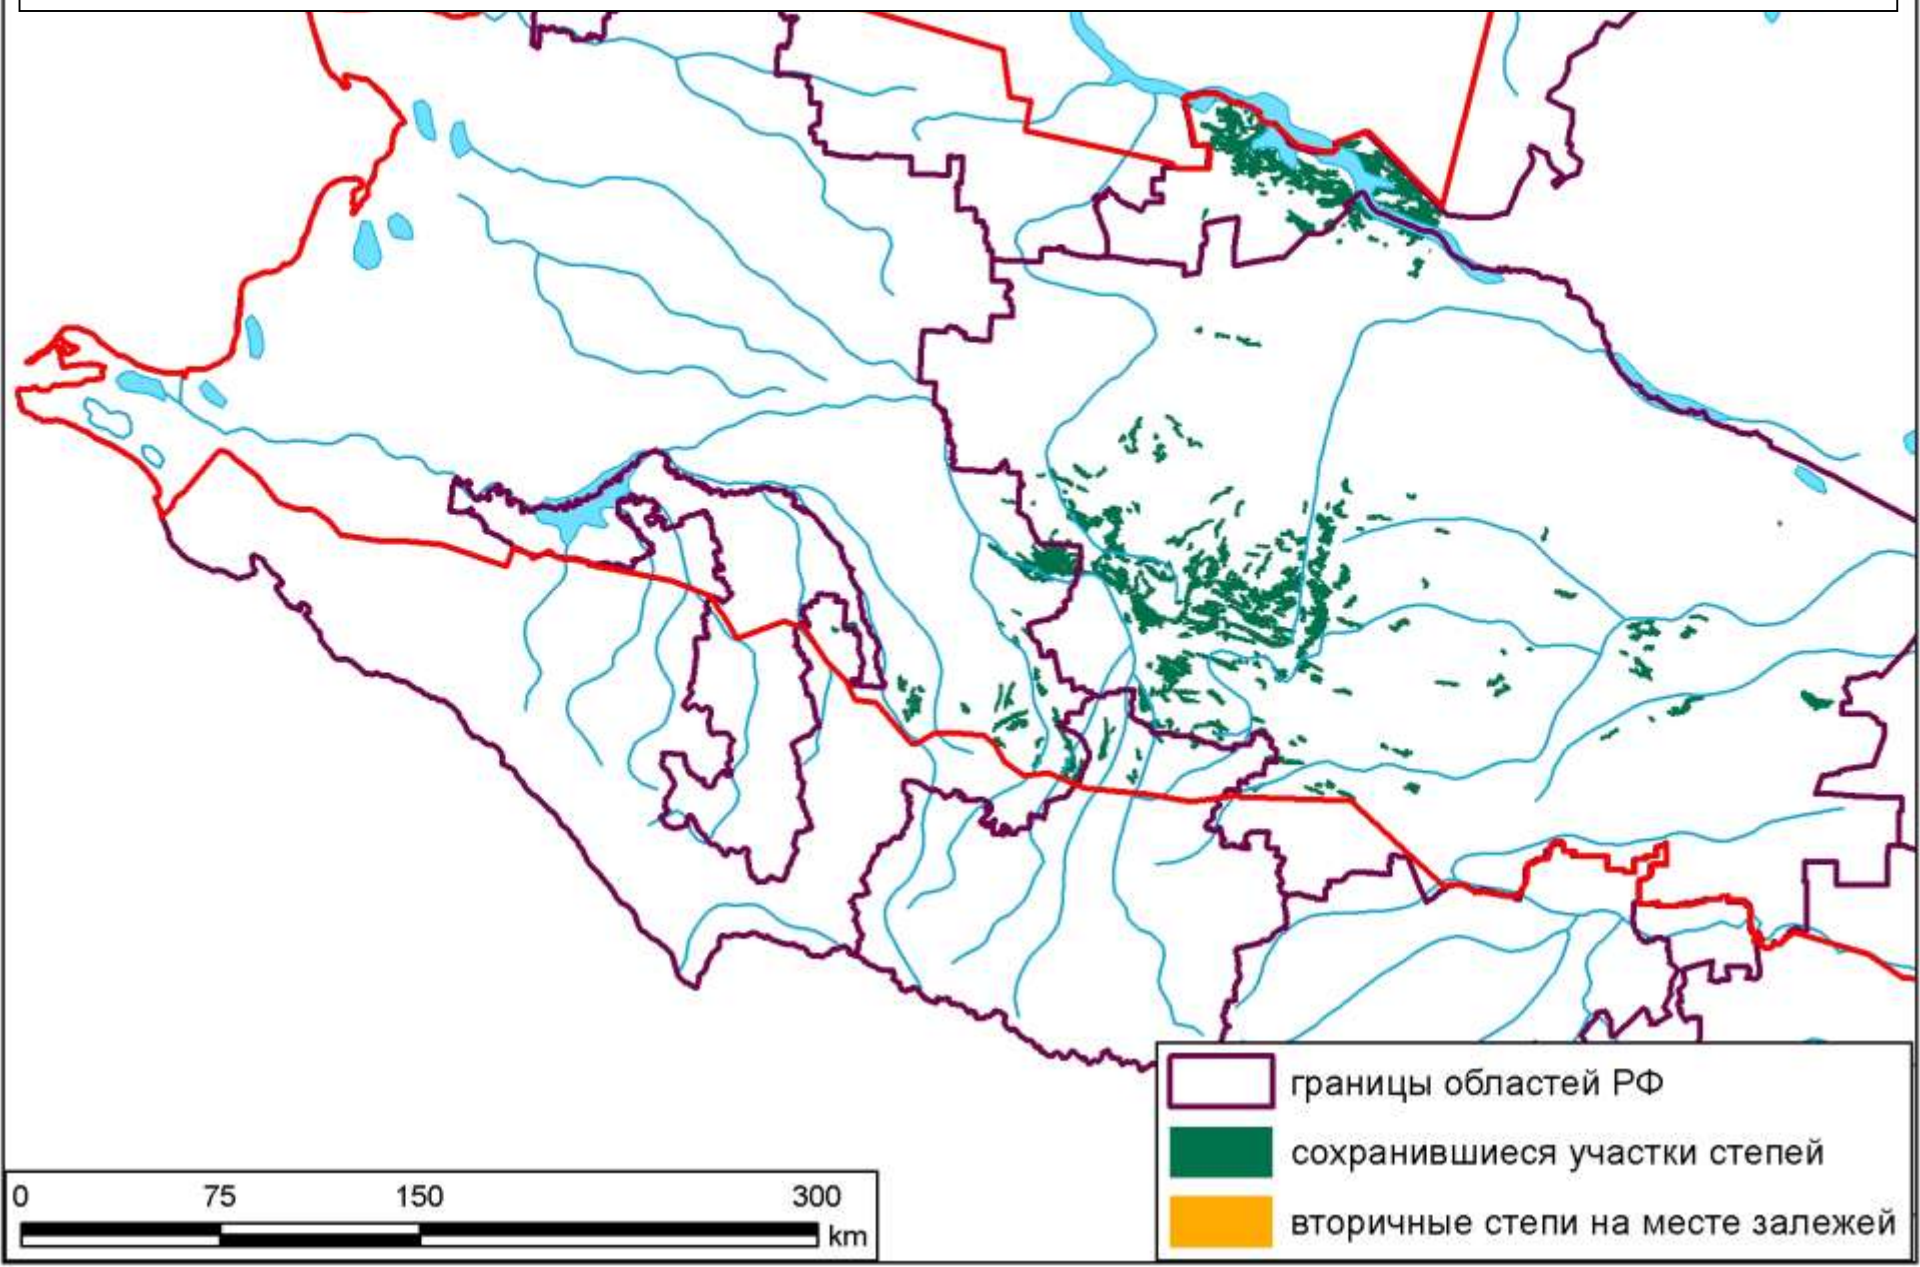 границы областей РФ
сохранившиеся участки степей
вторичные степи на месте залежей
0 75 150 300
km